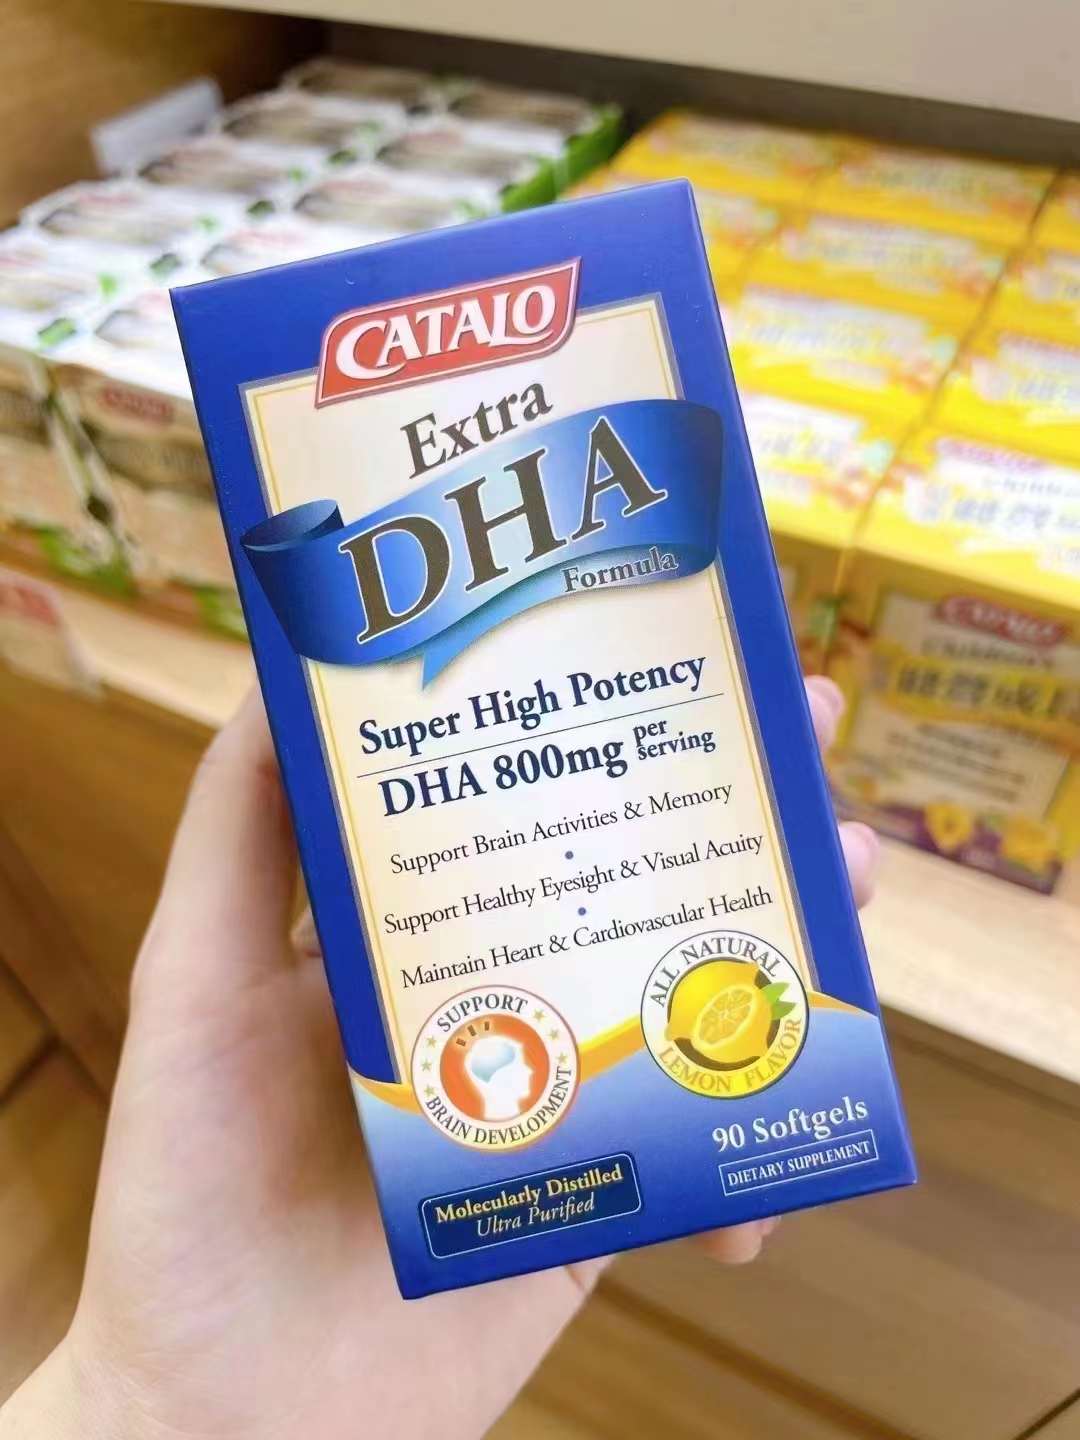 CATALO
Extra
DHA
Formula
Super High Potency
DHA 800mg per serving
Support Brain Activities & Memory
•
Support Healthy Eyesight & Visual Acuity
•
Maintain Heart & Cardiovascular Health
SUPPORT
BRAIN DEVELOPMENT
ALL NATURAL
LEMON FLAVOR
90 Softgels
DIETARY SUPPLEMENT
Molecularly Distilled
Ultra Purified
CATALO
CATALO